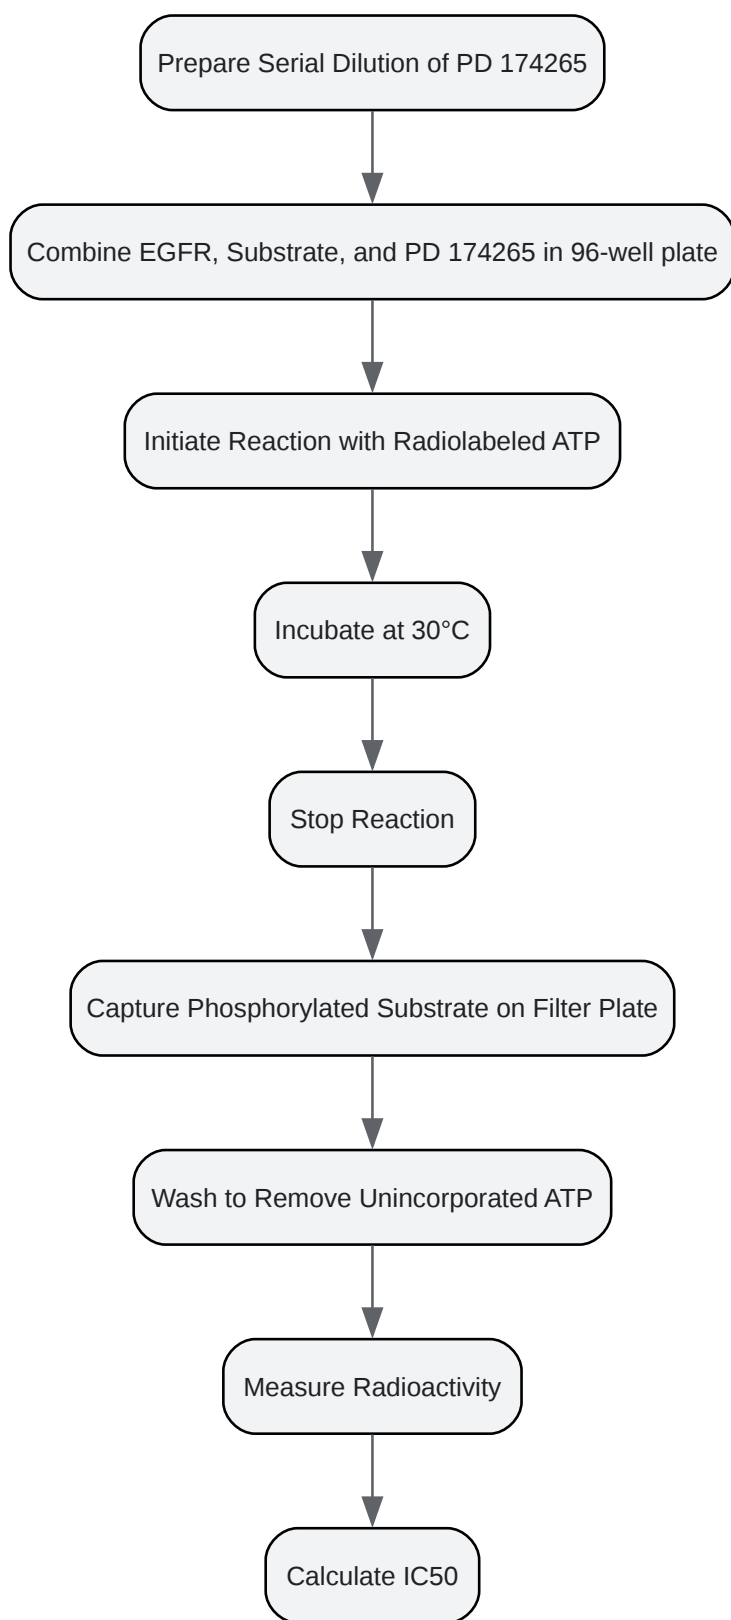 Prepare Serial Dilution of PD 174265
Combine EGFR, Substrate, and PD 174265 in 96-well plate
Initiate Reaction with Radiolabeled ATP
Incubate at 30°C
Stop Reaction
Capture Phosphorylated Substrate on Filter Plate
Wash to Remove Unincorporated ATP
Measure Radioactivity
Calculate IC50